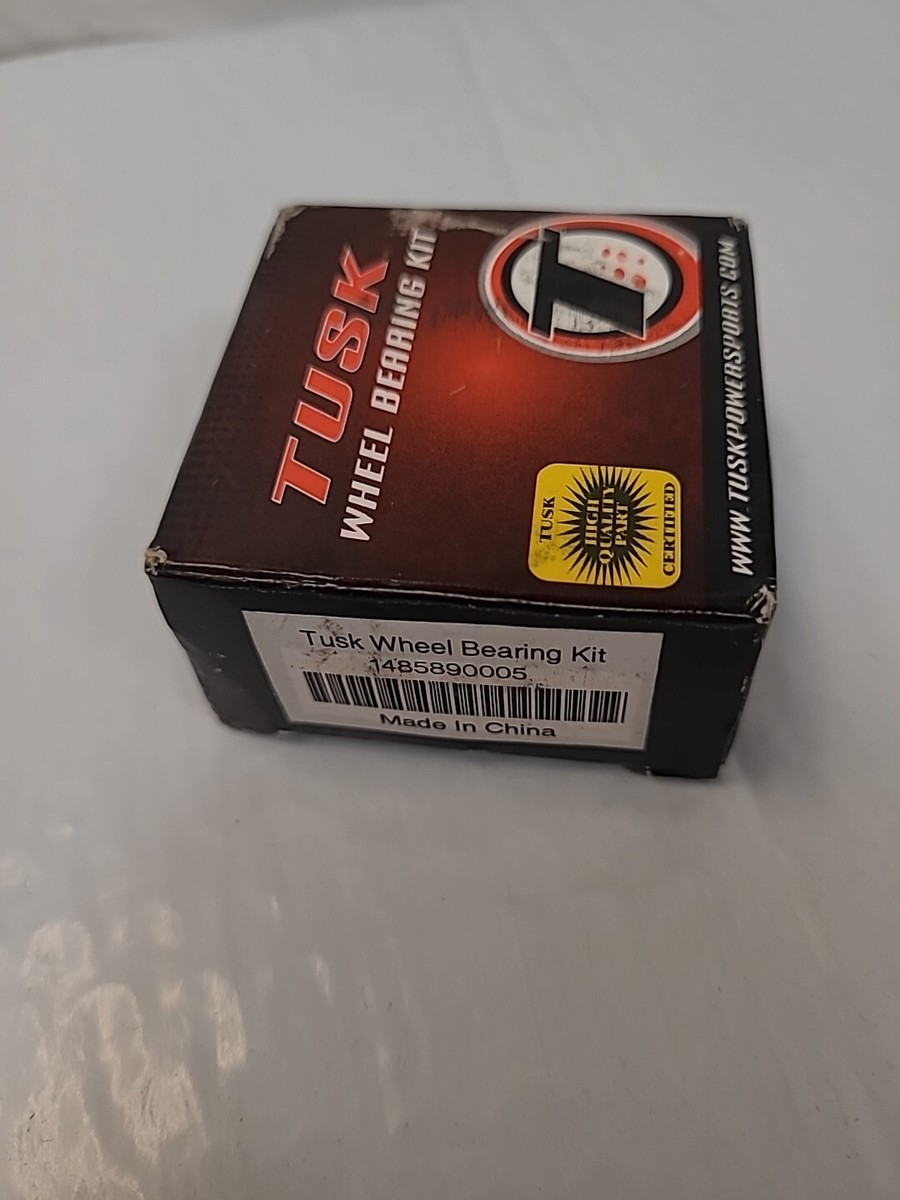 TUSK
WHEEL BEARING KIT
T
TUSK
HIGH
QUALITY
PART
CERTIFIED
WWW.TUSKPOWERSPORTS.COM
Tusk Wheel Bearing Kit
1485890005
Made In China